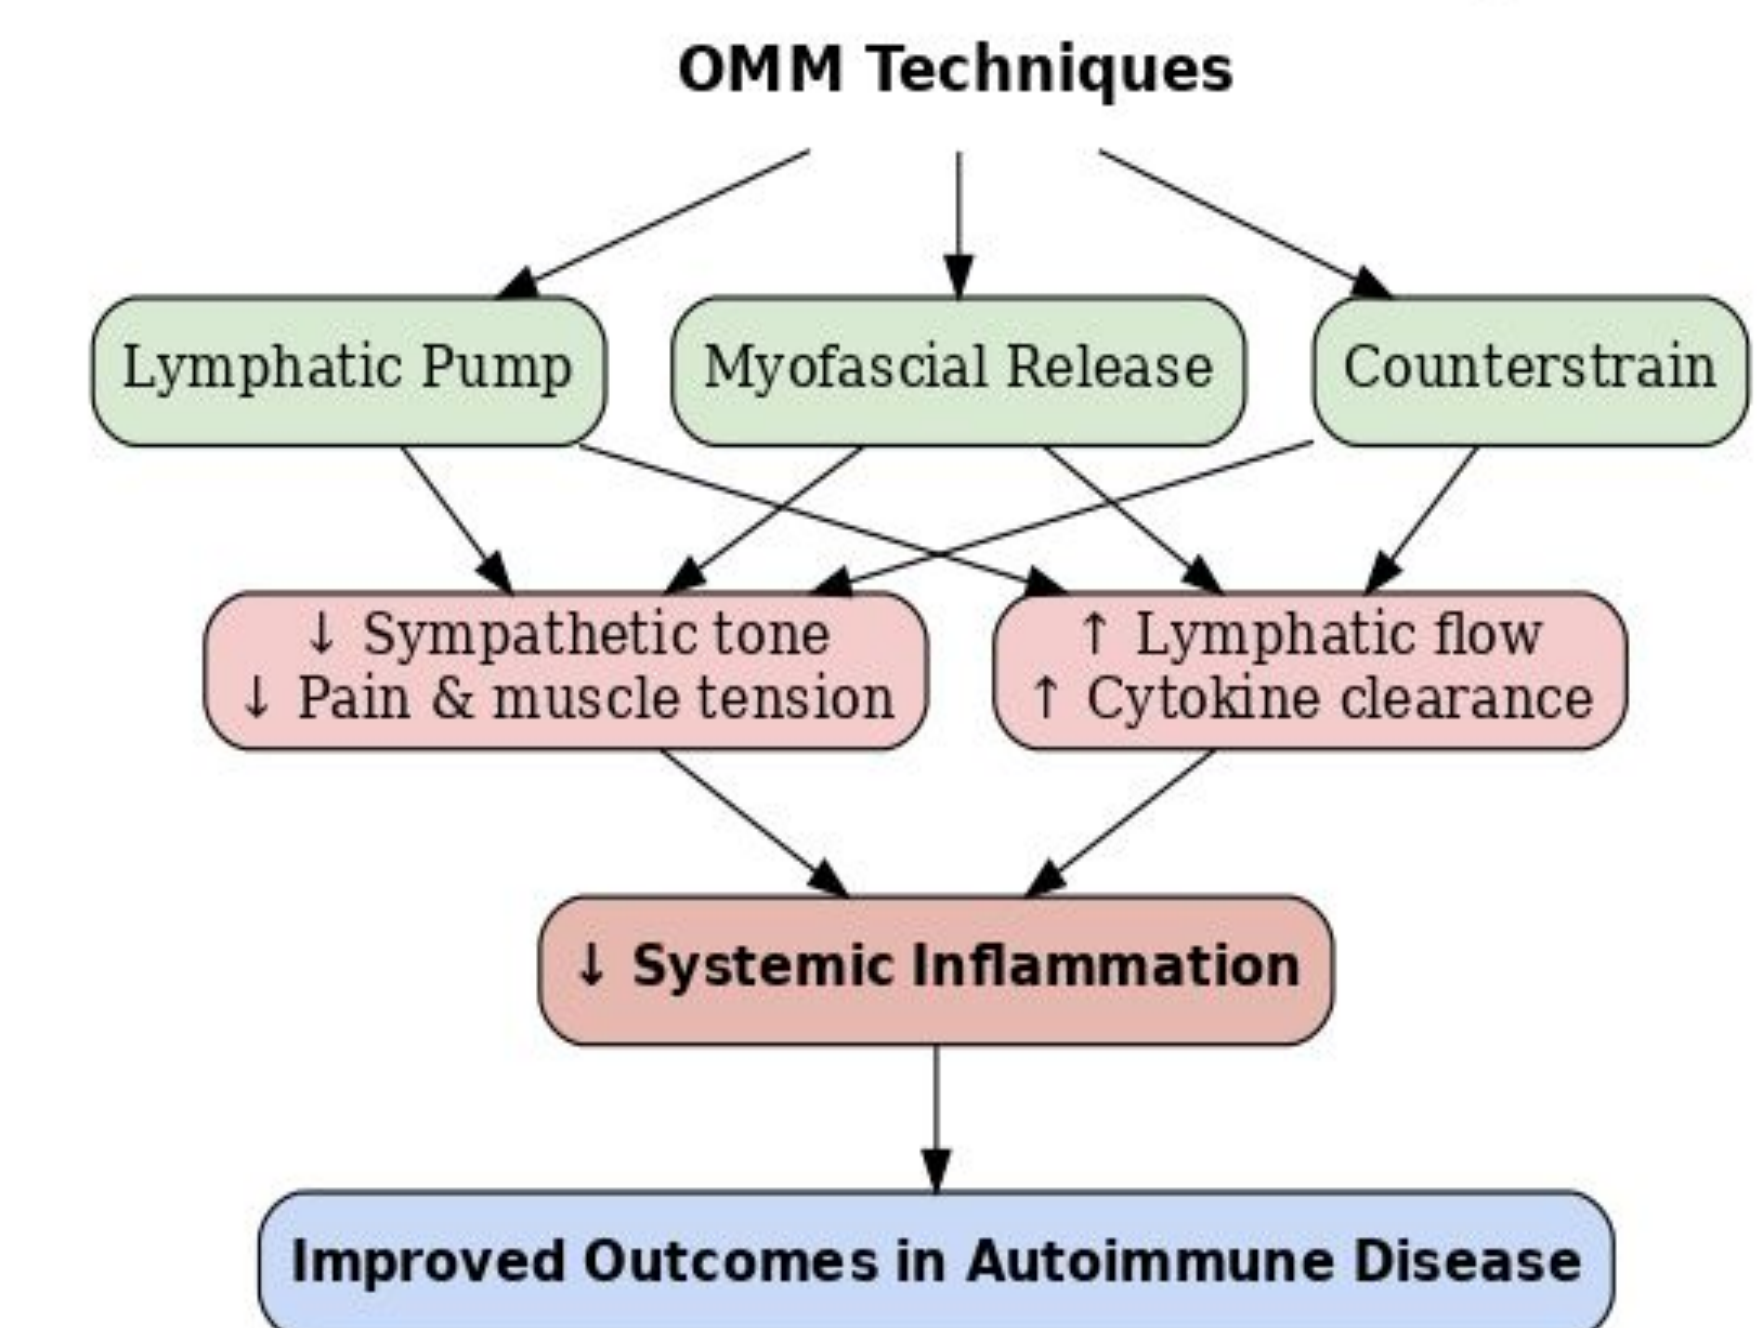 OMM Techniques
Lymphatic Pump
Myofascial Release
Counterstrain
↓ Sympathetic tone
↓ Pain & muscle tension
↑ Lymphatic flow
↑ Cytokine clearance
↓ Systemic Inflammation
Improved Outcomes in Autoimmune Disease